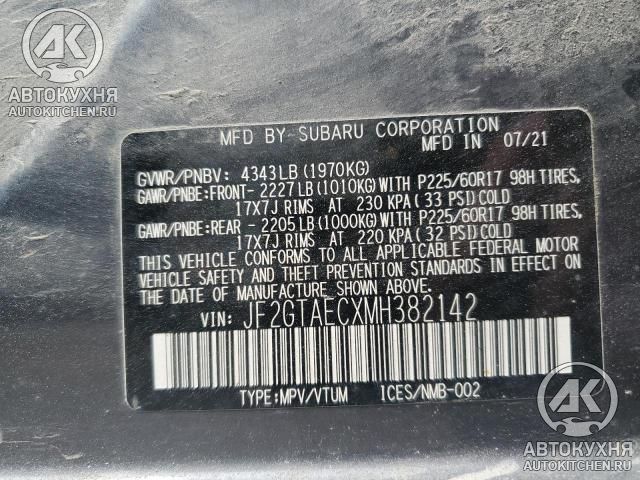 AK
АВТОКУХНЯ
AUTOKITCHEN.RU
MFD BY SUBARU CORPORATION
MFD IN 07/21
GVWR/PNBV: 4343LB(1970KG)
GAWR/PNBE:FRONT-2227LB(1010KG)WITH P225/60R17 98H TIRES
17X7J RIMS AT 230 KPA(33 PSI)COLD
GAWR/PNBE:REAR -2205LB(1000KG)WITH P225/60R17 98H TIRES
17X7J RIMS AT 220 KPA(32 PSI)COLD
THIS VEHICLE CONFORMS TO ALL APPLICABLE FEDERAL MOTOR
VEHICLE SAFETY AND THEFT PREVENTION STANDARDS IN EFFECT
ON THE DATE OF MANUFACTURE SHOWN ABOVE.
VIN: JF2GTAECXMH382142
TYPE:MPV/VTUM ICES/NMB-002
AK
АВТОКУХНЯ
AUTOKITCHEN.RU